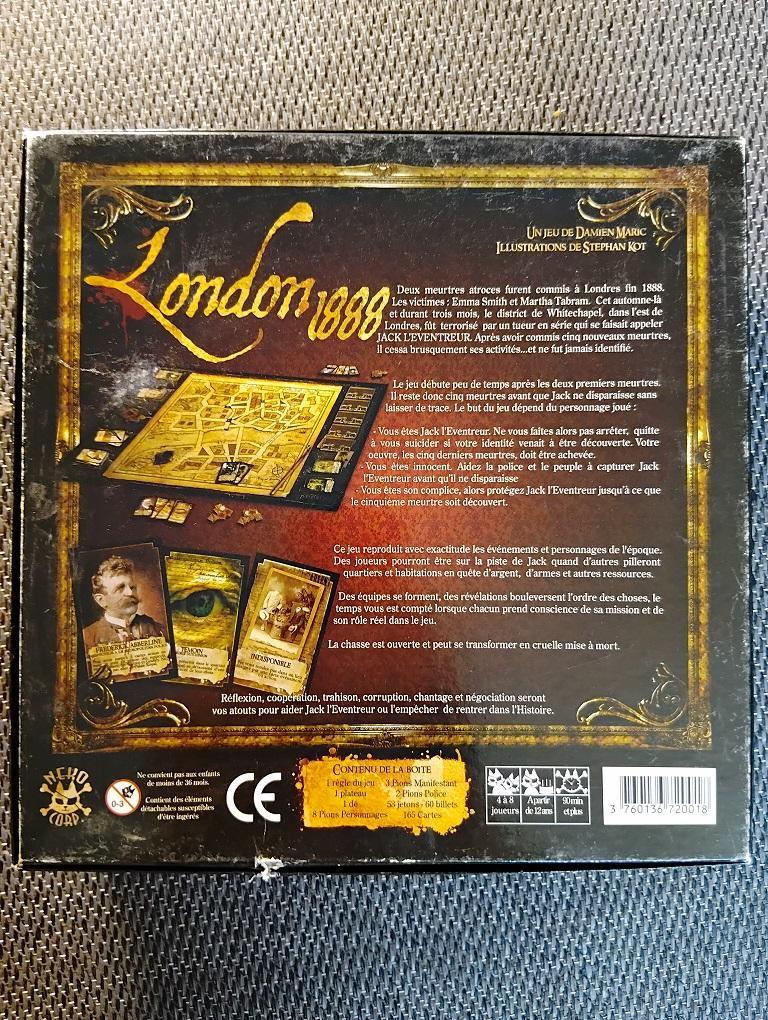 UN JEU DE DAMIEN MARIC
ILLUSTRATIONS DE STEPHAN KOT
London 1888
Deux meurtres atroces furent commis à Londres fin 1888.
Les victimes : Emma Smith et Martha Tabram. Cet automne-là
et durant trois mois, le district de Whitechapel, dans l'est de
Londres, fût terrorisé par un tueur en série qui se faisait appeler
JACK L'EVENTREUR. Après avoir commis cinq nouveaux meurtres,
il cessa brusquement ses activités...et ne fut jamais identifié.
Le jeu débute peu de temps après les deux premiers meurtres.
Il reste donc cinq meurtres avant que Jack ne disparaisse sans
laisser de trace. Le but du jeu dépend du personnage joué :
- Vous êtes Jack l'Eventreur. Ne vous faites alors pas arrêter, quitte
à vous suicider si votre identité venait à être découverte. Votre
oeuvre, les cinq derniers meurtres, doit être achevée.
- Vous êtes innocent. Aidez la police et le peuple à capturer Jack
l'Eventreur avant qu'il ne disparaisse
- Vous êtes son complice, alors protégez Jack l'Eventreur jusqu'à ce que
le cinquième meurtre soit découvert.
Ce jeu reproduit avec exactitude les événements et personnages de l'époque.
Des joueurs pourront être sur la piste de Jack quand d'autres pilleront
quartiers et habitations en quête d'argent, d'armes et autres ressources.
Des équipes se forment, des révélations bouleversent l'ordre des choses, le
temps vous est compté lorsque chacun prend conscience de sa mission et de
son rôle réel dans le jeu.
La chasse est ouverte et peut se transformer en cruelle mise à mort.
FREDERICK ABBERLINE
TÉMOIN
INDISPONIBLE
Réflexion, coopération, trahison, corruption, chantage et négociation seront
vos atouts pour aider Jack l'Eventreur ou l'empêcher de rentrer dans l'Histoire.
NEKO
CORP.
0-3
Ne convient pas aux enfants
de moins de 36 mois.
Contient des éléments
détachables susceptibles
d'être ingérés
CE
CONTENU DE LA BOITE
1 règle du jeu 3 Pions Manifestant
1 plateau 2 Pions Police
1 dé 53 jetons - 60 billets
8 Pions Personnages 165 Cartes
4 à 8
joueurs
A partir
de 12 ans
90 min
et plus
3 760136 720018